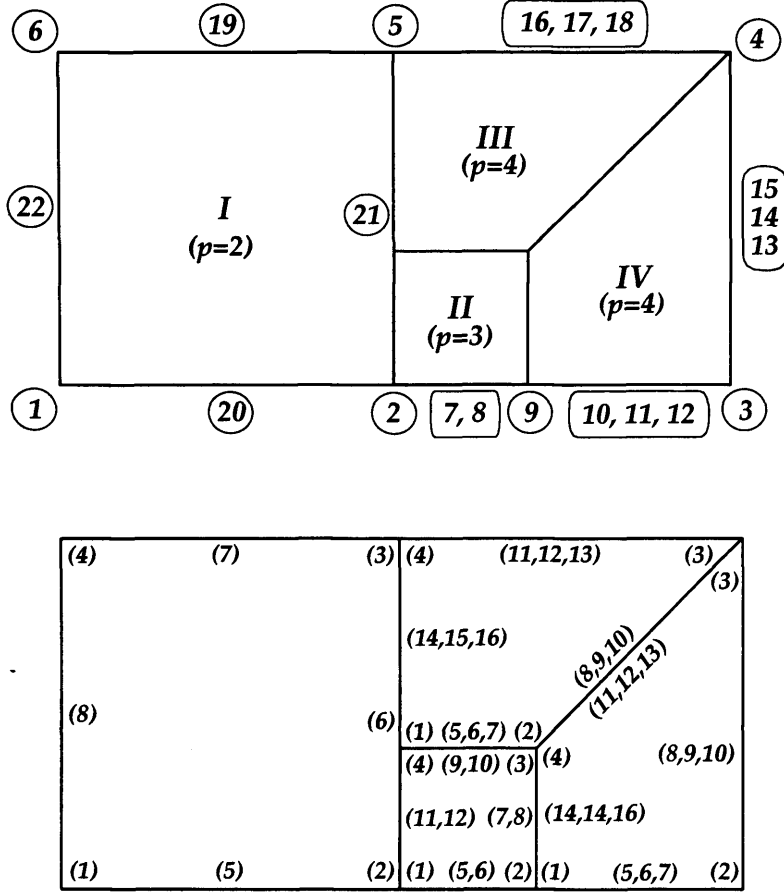 6 19 5 16, 17, 18 4
III
(p=4)
15
22 I 21 14
(p=2) 13
IV
II (p=4)
(p=3)
1 20 2 7, 8 9 10, 11, 12 3
(4) (7) (3) (4) (11,12,13) (3)
(3)
(14,15,16) (8,9,10)
(11,12,13)
(8) (6) (1) (5,6,7) (2)
(4) (9,10) (3) (4) (8,9,10)
(11,12) (7,8) (14,14,16)
(1) (5) (2) (1) (5,6) (2) (1) (5,6,7) (2)